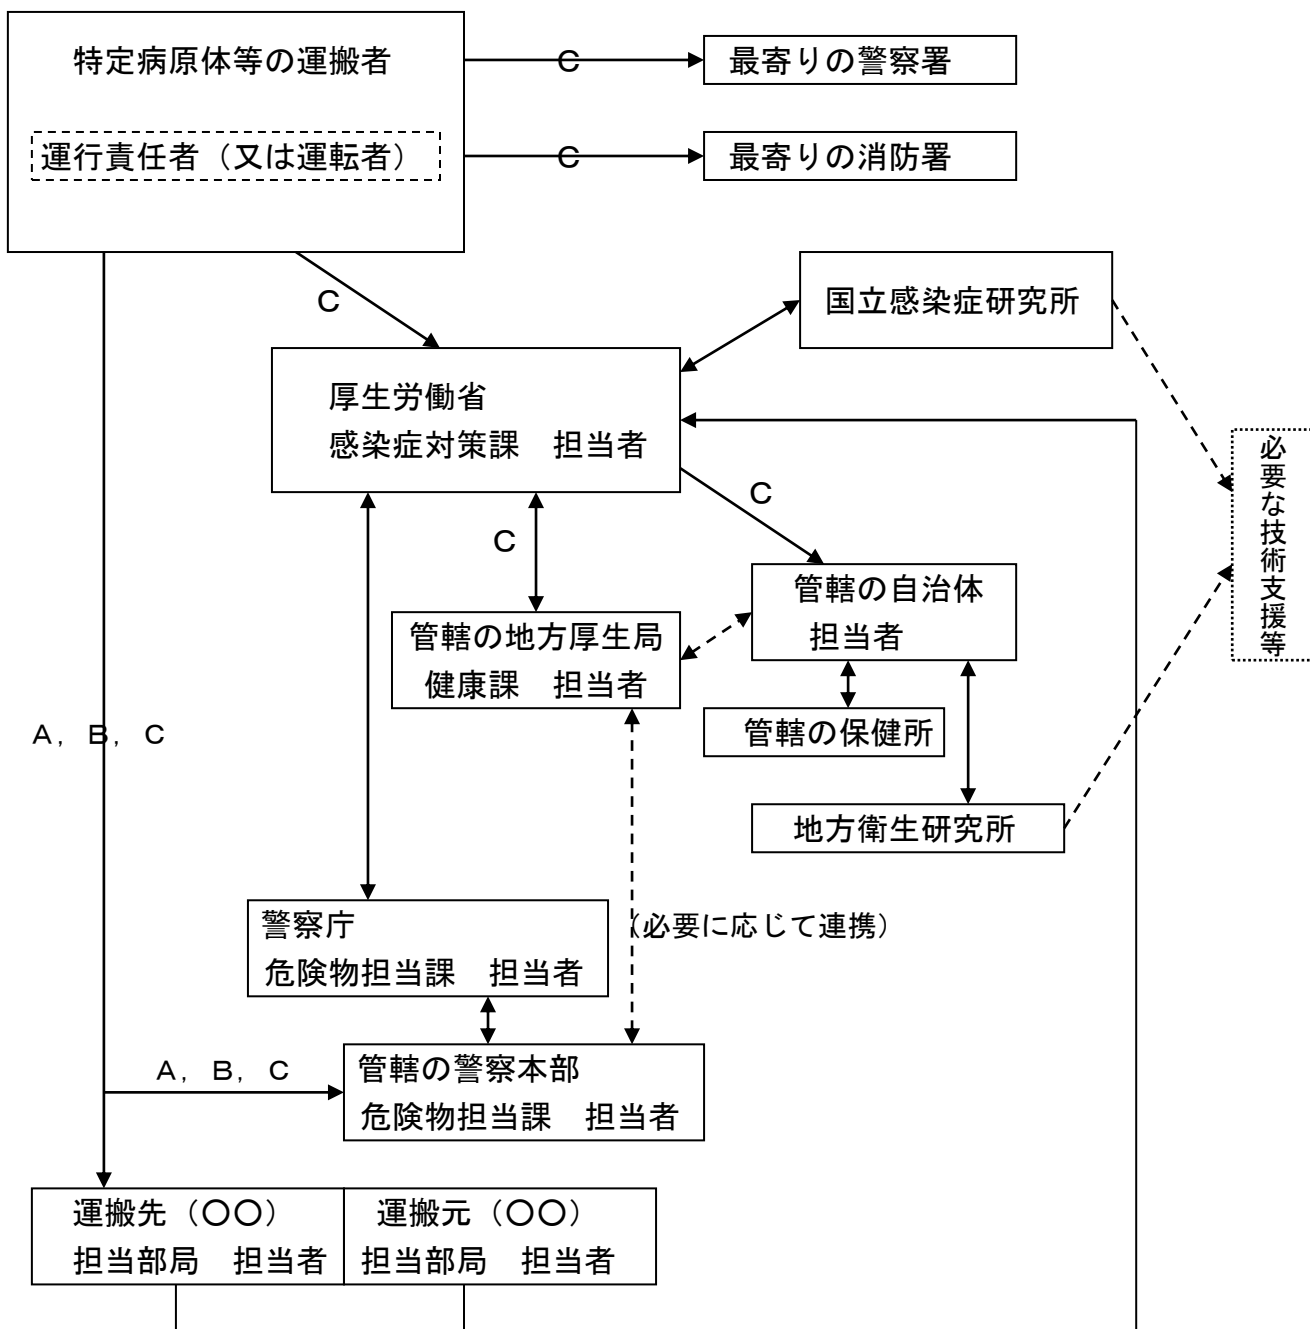 特定病原体等の運搬者
運行責任者（又は運転者）
C
最寄りの警察署
C
最寄りの消防署
C
国立感染症研究所
厚生労働省
感染症対策課　担当者
必要な技術支援等
C
C
管轄の自治体
担当者
管轄の地方厚生局
健康課　担当者
A，B，C
管轄の保健所
地方衛生研究所
警察庁
危険物担当課　担当者
（必要に応じて連携）
A，B，C
管轄の警察本部
危険物担当課　担当者
運搬先（〇〇）
担当部局　担当者
運搬元（〇〇）
担当部局　担当者